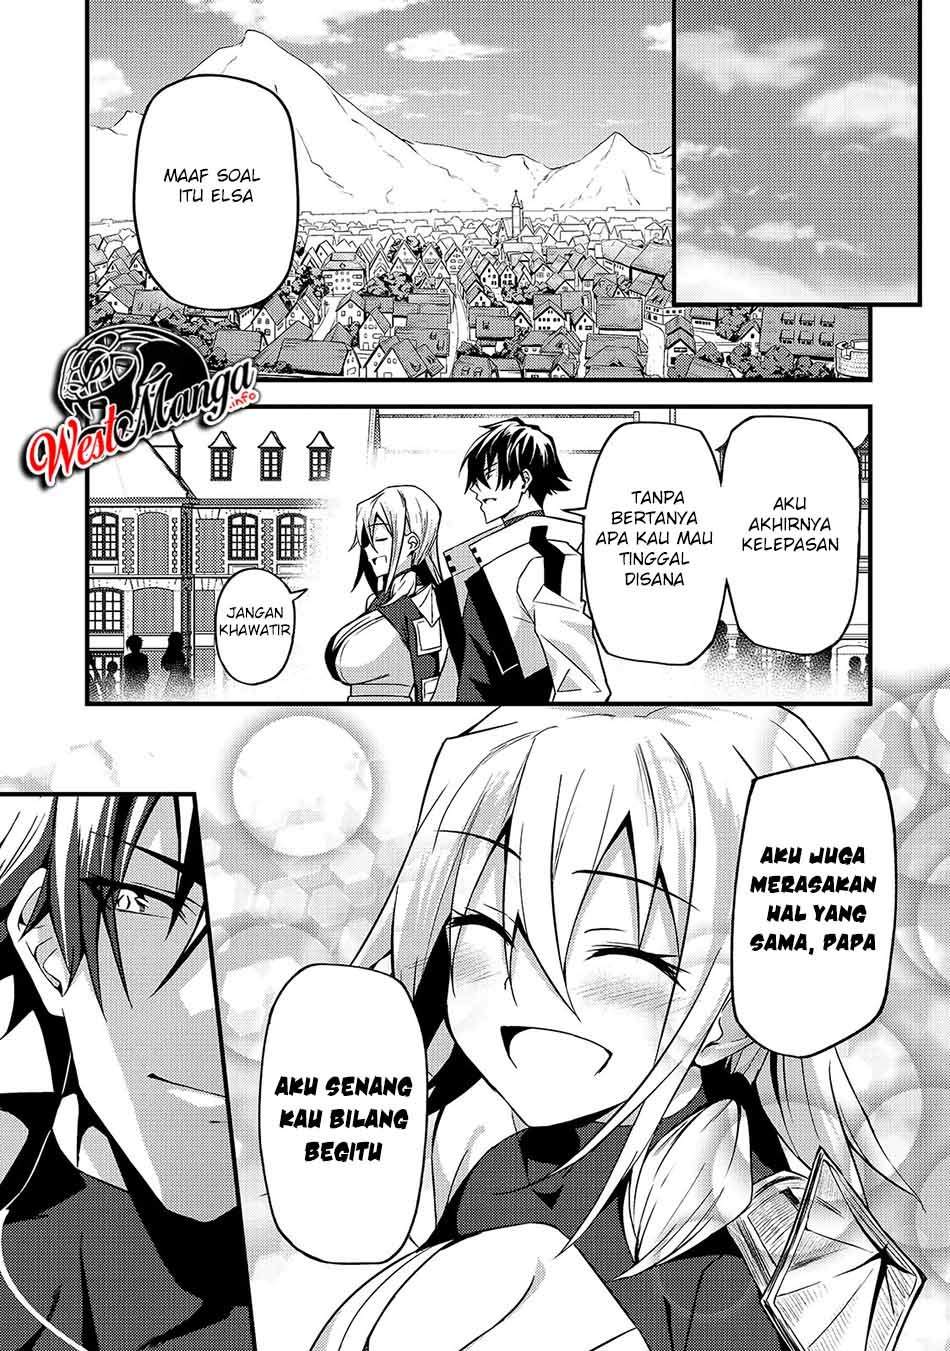 MAAF SOAL
ITU ELSA
WestManga
.info
AKU
AKHIRNYA
KELEPASAN
TANPA
BERTANYA
APA KAU MAU
TINGGAL
DISANA
JANGAN
KHAWATIR
AKU JUGA
MERASAKAN
HAL YANG
SAMA, PAPA
AKU SENANG
KAU BILANG
BEGITU